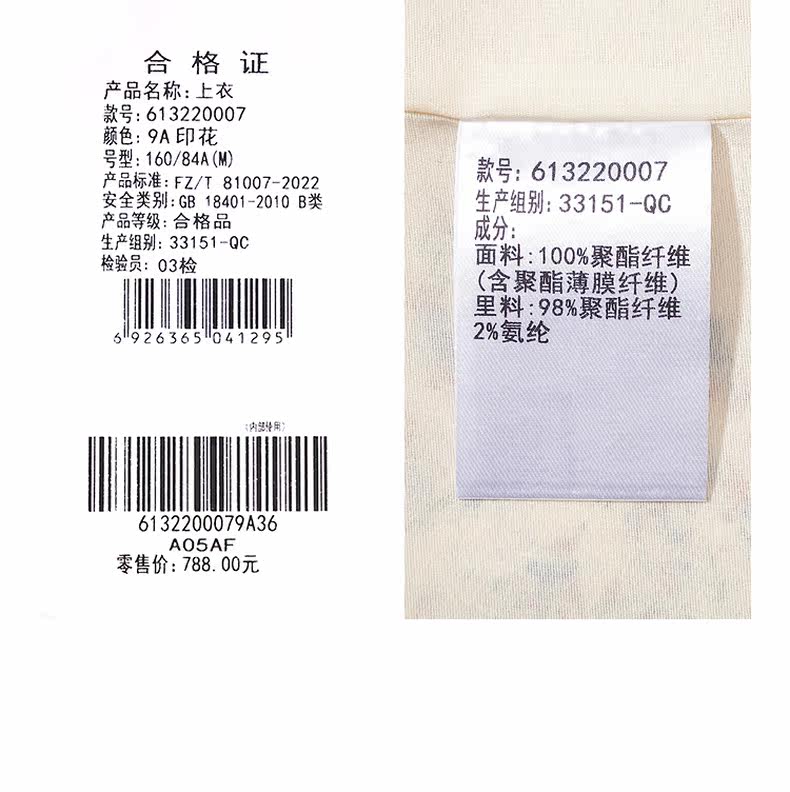 合格证
产品名称:上衣
款号:613220007
颜色:9A印花
号型:160/84A(M)
产品标准:FZ/T 81007-2022
安全类别:GB 18401-2010 B类
产品等级:合格品
生产组别:33151-QC
检验员:03检
6 926365 041295
(内部使用)
6132200079A36
A05AF
零售价:788.00元
款号:613220007
生产组别:33151-QC
成分:
面料:100%聚酯纤维
(含聚酯薄膜纤维)
里料:98%聚酯纤维
2%氨纶